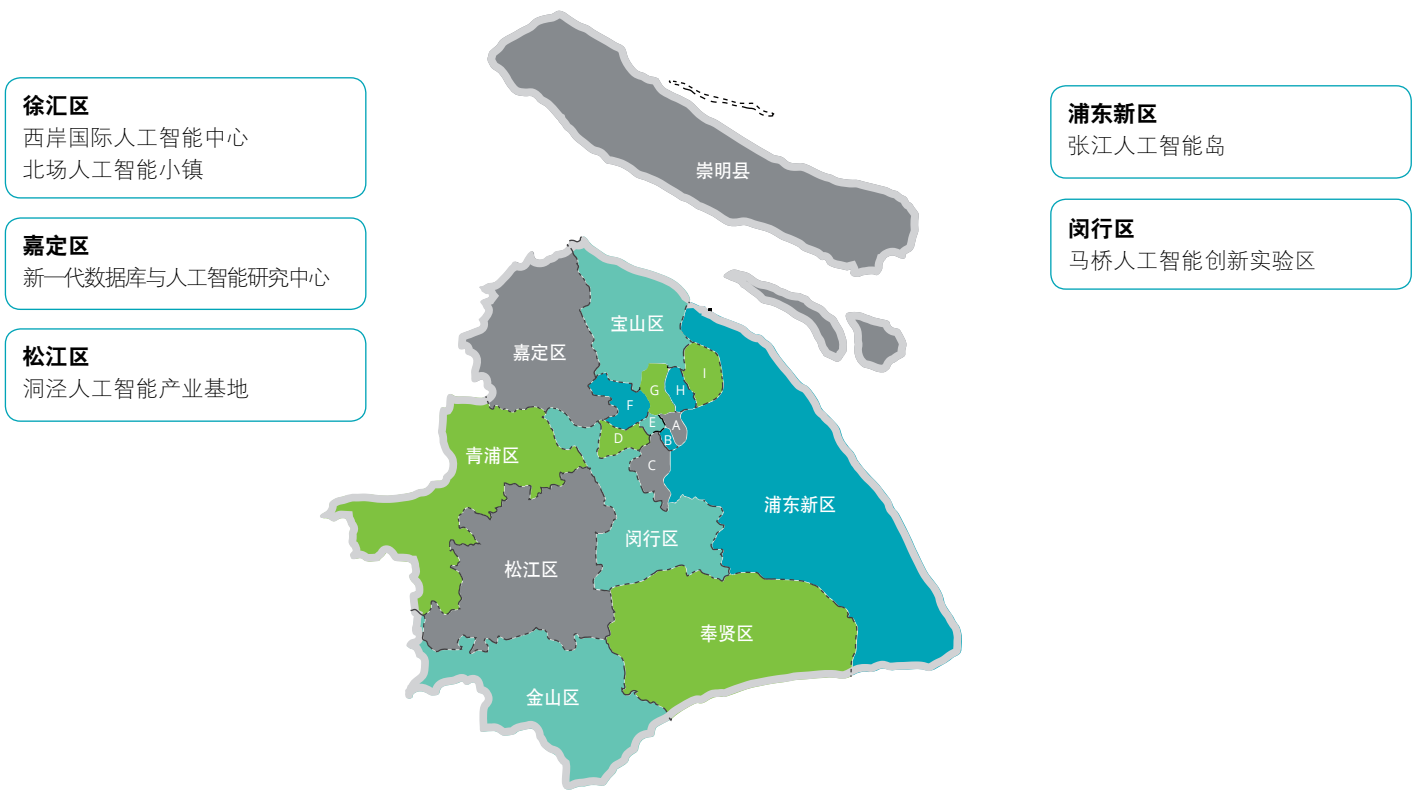 徐汇区
西岸国际人工智能中心
北场人工智能小镇
嘉定区
新一代数据库与人工智能研究中心
松江区
洞泾人工智能产业基地
浦东新区
张江人工智能岛
闵行区
马桥人工智能创新实验区
崇明县
宝山区
嘉定区
I
G
H
F
E
A
D
B
C
青浦区
浦东新区
闵行区
松江区
奉贤区
金山区